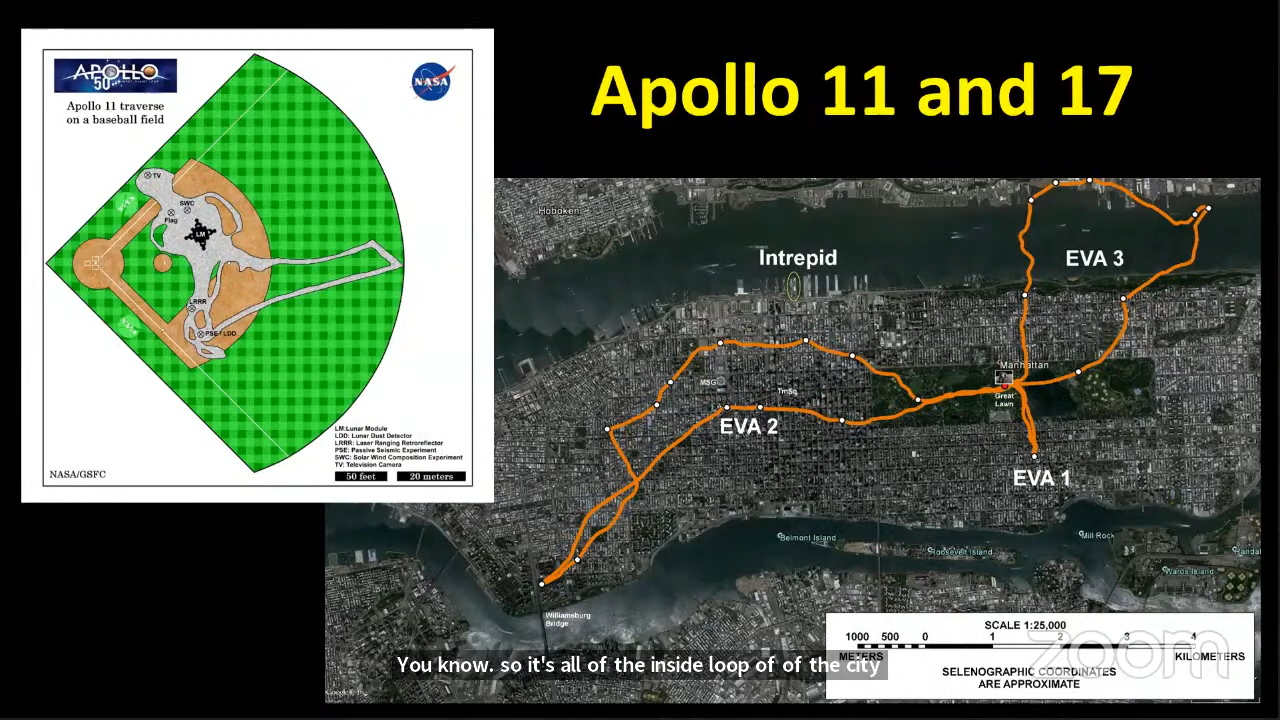 Apollo 11 and 17
APOLLO
50
NASA
Apollo 11 traverse
on a baseball field
TV
SWC
Flag
LM
LRRR
PSE / LDD
LM:Lunar Module
LDD: Lunar Dust Detector
LRRR: Laser Ranging Retroreflector
PSE: Passive Seismic Experiment
SWC: Solar Wind Composition Experiment
TV: Television Camera
NASA/GSFC
50 feet
20 meters
Hoboken
Intrepid
EVA 3
Manhattan
MSG
TmSq
Great
Lawn
EVA 2
EVA 1
Belmont Island
Roosevelt Island
Mill Rock
Wards Island
Williamsburg
Bridge
SCALE 1:25,000
1000 500 0 1 2 3 4
METERS
KILOMETERS
SELENOGRAPHIC COORDINATES
ARE APPROXIMATE
zoom
You know. so it's all of the inside loop of of the city